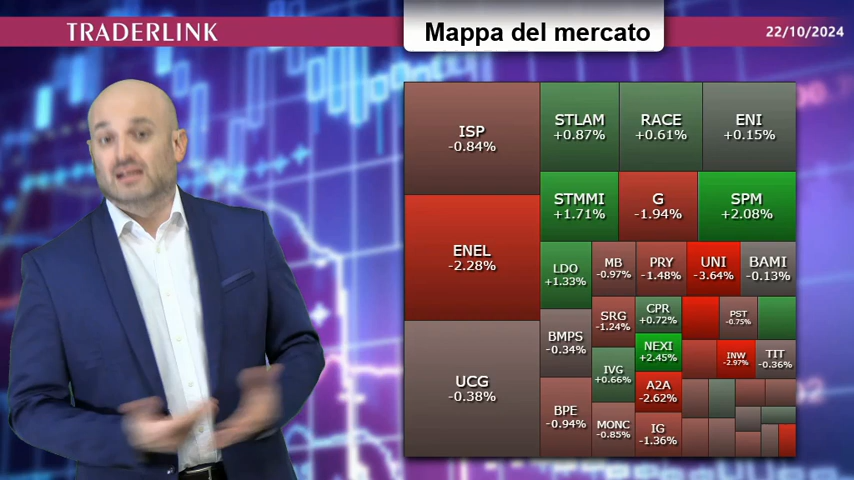 TRADERLINK
Mappa del mercato
22/10/2024
ISP
-0.84%
STLAM
+0.87%
RACE
+0.61%
ENI
+0.15%
STMMI
+1.71%
G
-1.94%
SPM
+2.08%
ENEL
-2.28%
LDO
+1.33%
MB
-0.97%
PRY
-1.48%
UNI
-3.64%
BAMI
-0.13%
SRG
-1.24%
CPR
+0.72%
PST
-0.75%
BMPS
-0.34%
NEXI
+2.45%
INW
-2.97%
TIT
-0.36%
UCG
-0.38%
IVG
+0.66%
A2A
-2.62%
BPE
-0.94%
MONC
-0.85%
IG
-1.36%